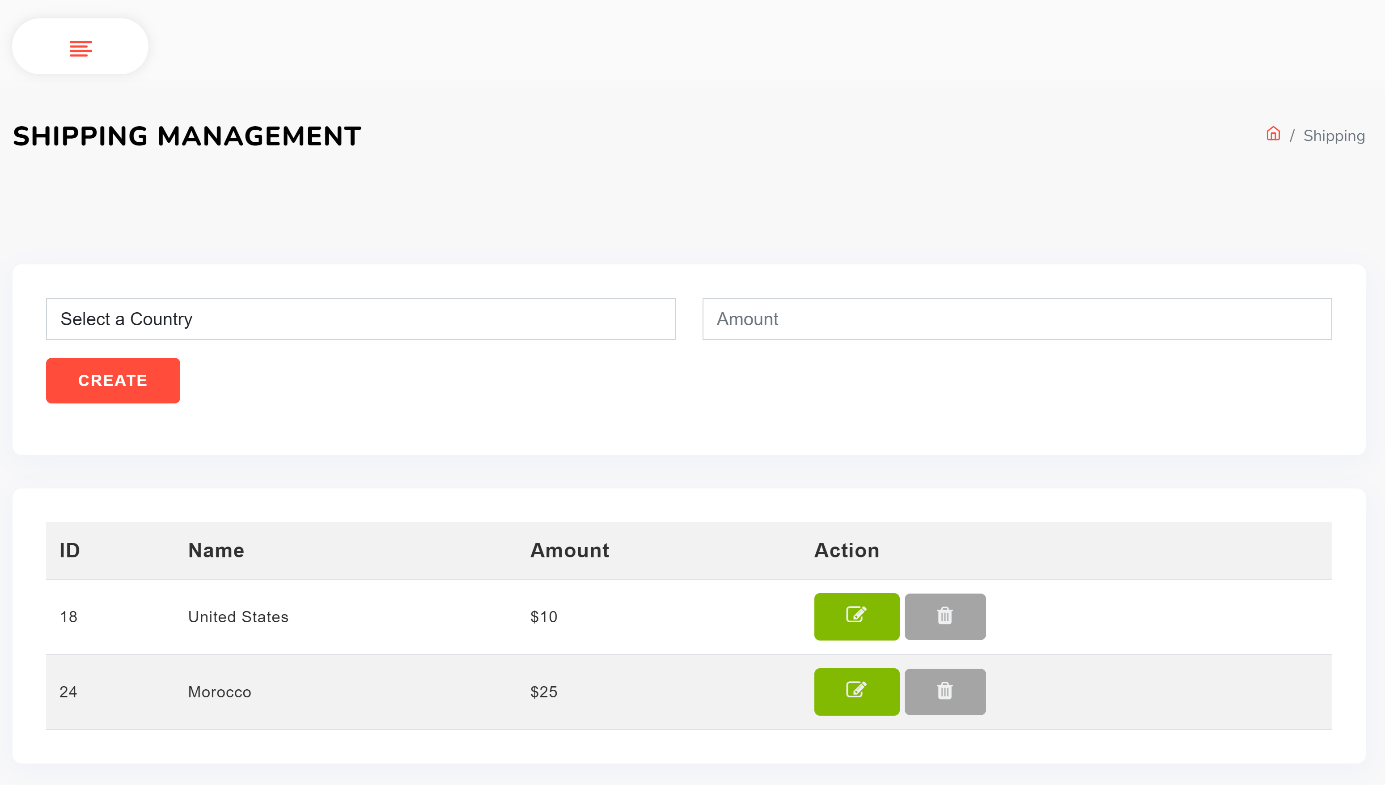 SHIPPING MANAGEMENT
/ Shipping
Select a Country
Amount
CREATE
ID Name Amount Action
18 United States $10
24 Morocco $25